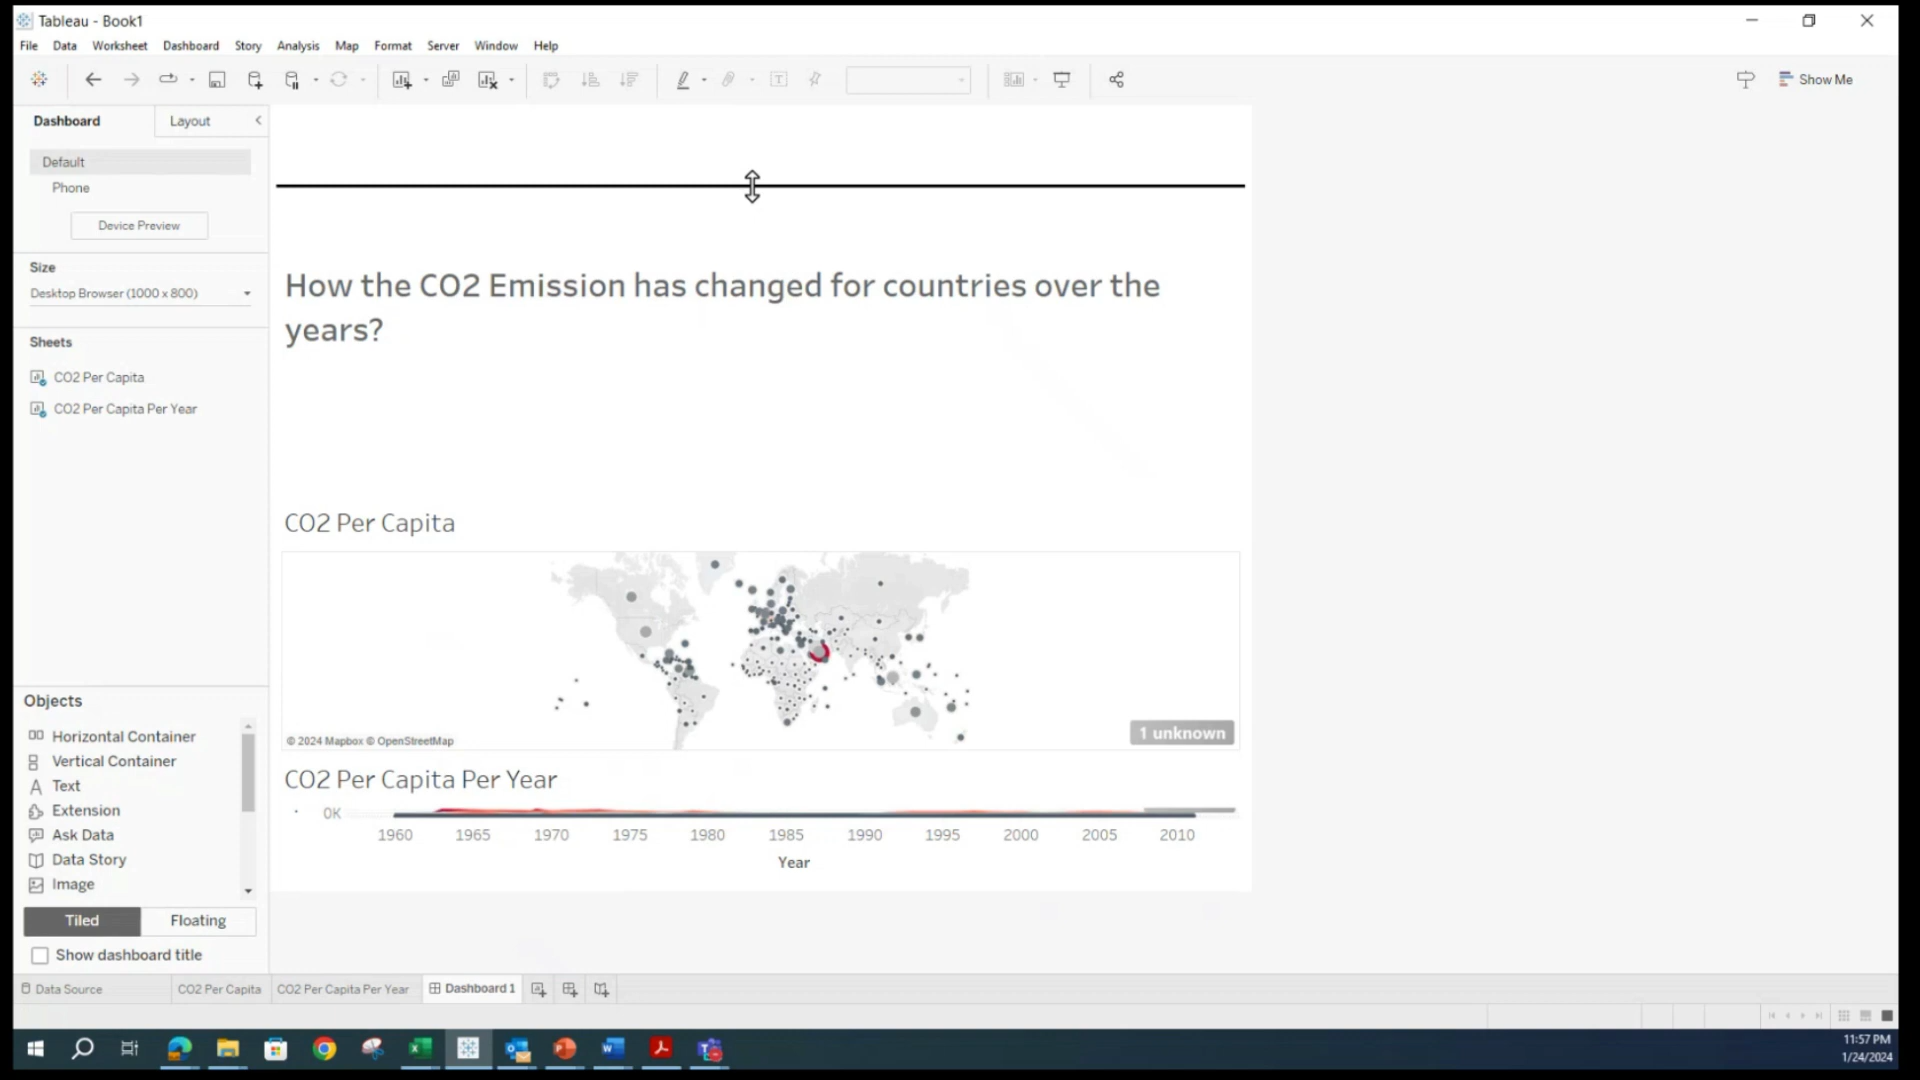 Tableau - Book1
File Data Worksheet Dashboard Story Analysis Map Format Server Window Help
Show Me
Dashboard Layout
Default
Phone
Device Preview
Size
Desktop Browser (1000 x 800)
Sheets
CO2 Per Capita
CO2 Per Capita Per Year
Objects
Horizontal Container
Vertical Container
Text
Extension
Ask Data
Data Story
Image
Tiled Floating
Show dashboard title
How the CO2 Emission has changed for countries over the
years?
CO2 Per Capita
© 2024 Mapbox © OpenStreetMap
1 unknown
CO2 Per Capita Per Year
0K
1960 1965 1970 1975 1980 1985 1990 1995 2000 2005 2010
Year
Data Source CO2 Per Capita CO2 Per Capita Per Year Dashboard 1
11:57 PM
1/24/2024